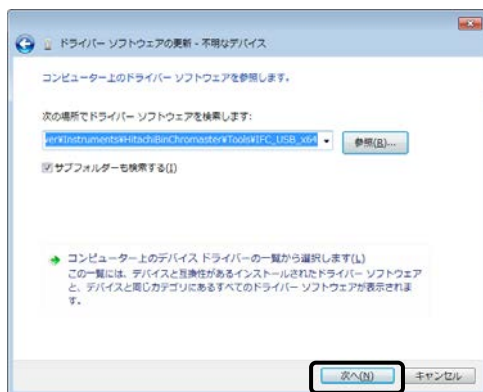 ドライバー ソフトウェアの更新 - 不明なデバイス
コンピューター上のドライバー ソフトウェアを参照します。
次の場所でドライバー ソフトウェアを検索します:
ver¥Instruments¥HitachiBinChromaster¥Tools¥IFC_USB_x64
参照(R)...
サブフォルダーも検索する(I)
コンピューター上のデバイス ドライバーの一覧から選択します(L)
この一覧には、デバイスと互換性があるインストールされたドライバー ソフトウェア
と、デバイスと同じカテゴリにあるすべてのドライバー ソフトウェアが表示されま
す。
次へ(N)
キャンセル